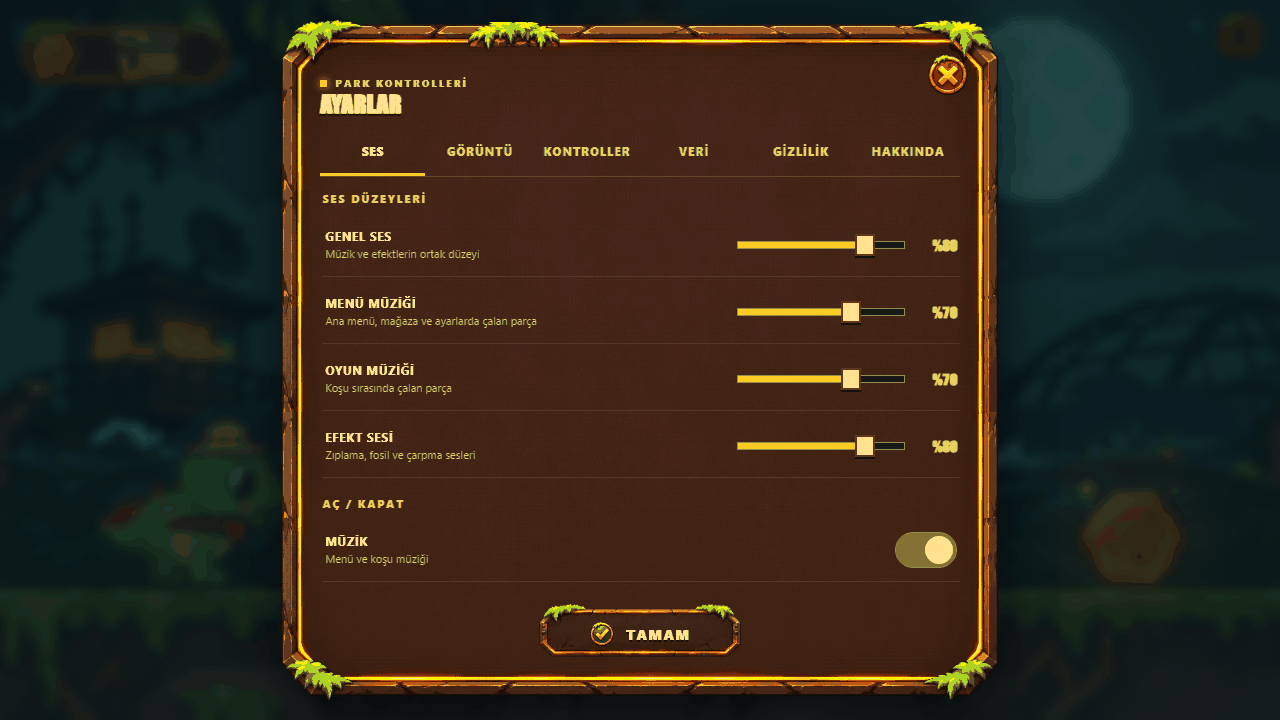 PARK KONTROLLERİ
AYARLAR
SES GÖRÜNTÜ KONTROLLER VERİ GİZLİLİK HAKKINDA
SES DÜZEYLERİ
GENEL SES
Müzik ve efektlerin ortak düzeyi
%80
MENÜ MÜZİĞİ
Ana menü, mağaza ve ayarlarda çalan parça
%70
OYUN MÜZİĞİ
Koşu sırasında çalan parça
%70
EFEKT SESİ
Zıplama, fosil ve çarpma sesleri
%80
AÇ / KAPAT
MÜZİK
Menü ve koşu müziği
TAMAM